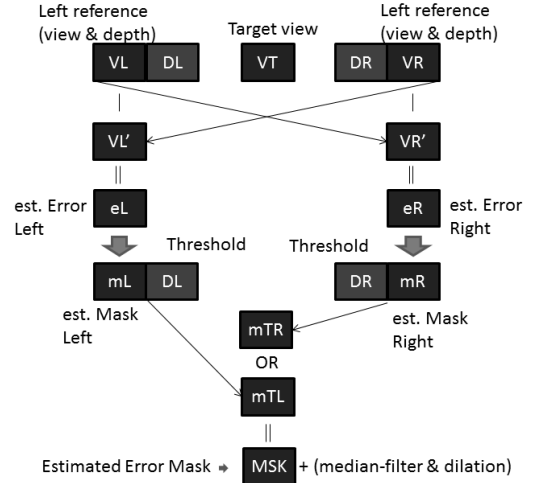 Left reference
(view & depth)
Target view
Left reference
(view & depth)
VL DL VT DR VR
VL’ VR’
est. Error
Left
eL eR
est. Error
Right
Threshold Threshold
mL DL DR mR
est. Mask
Left
mTR
est. Mask
Right
OR
mTL
Estimated Error Mask MSK + (median-filter & dilation)